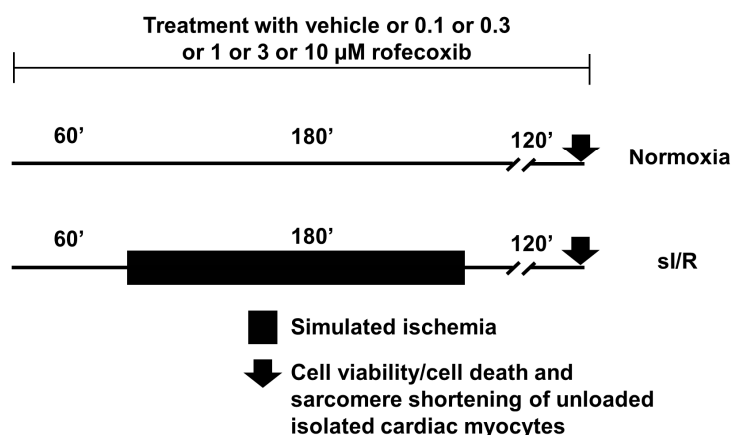 Treatment with vehicle or 0.1 or 0.3
or 1 or 3 or 10 µM rofecoxib
60’ 180’ 120’
Normoxia
60’ 180’ 120’
sI/R
Simulated ischemia
Cell viability/cell death and
sarcomere shortening of unloaded
isolated cardiac myocytes